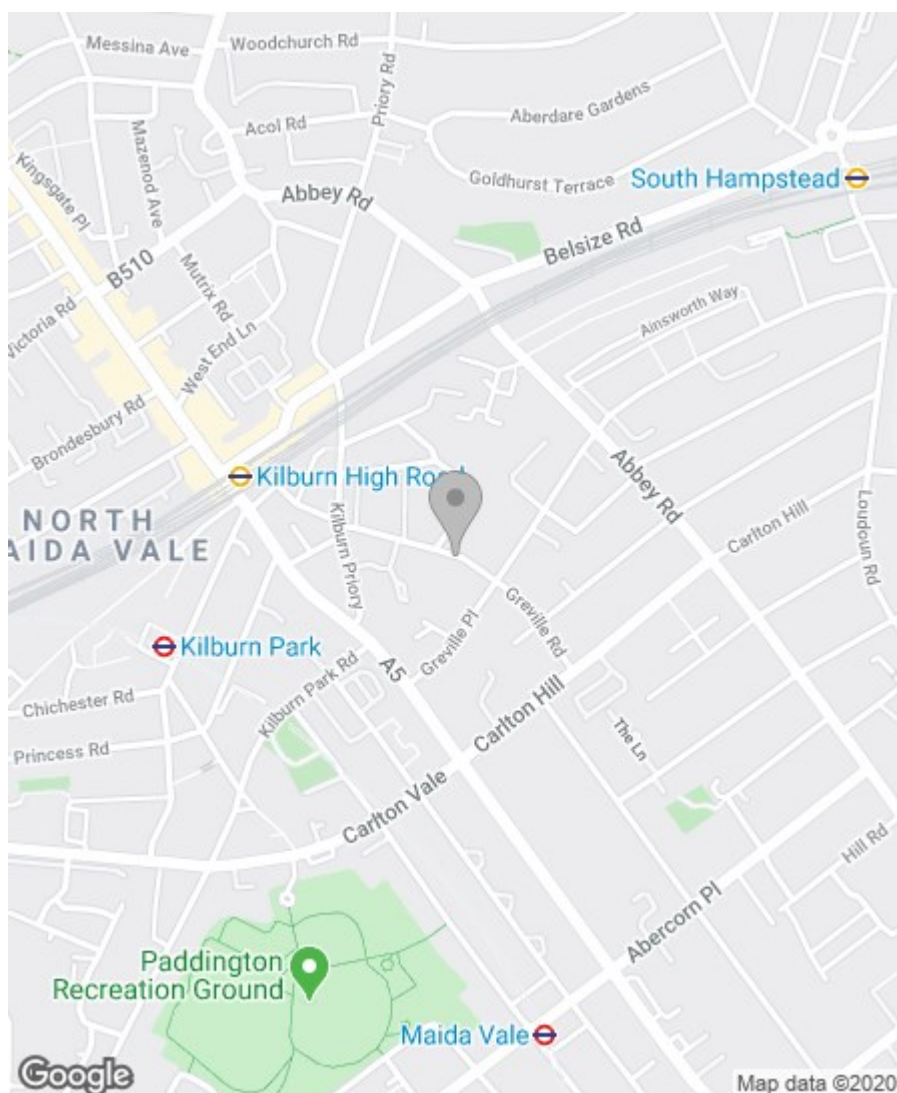 Messina Ave
Woodchurch Rd
Priory Rd
Aberdare Gardens
Acol Rd
Mazenod Ave
Kingsgate Pl
Goldhurst Terrace
South Hampstead
Abbey Rd
Belsize Rd
B510
Mutrix Rd
Victoria Rd
West End Ln
Ainsworth Way
Brondesbury Rd
Kilburn High Road
Abbey Rd
Carlton Hill
Loudoun Rd
NORTH
AIDA VALE
Kilburn Priory
Greville Rd
Greville Pl
Kilburn Park
Kilburn Park Rd
A5
Chichester Rd
Princess Rd
Carlton Hill
The Ln
Carlton Vale
Hill Rd
Abercorn Pl
Paddington
Recreation Ground
Maida Vale
Google
Map data ©2020